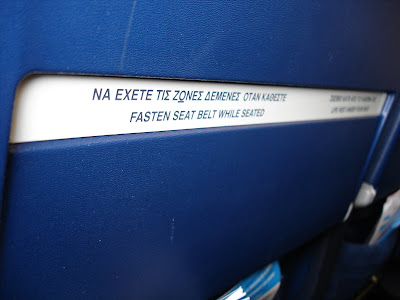 ΝΑ ΕΧΕΤΕ ΤΙΣ ΖΩΝΕΣ ΔΕΜΕΝΕΣ ΟΤΑΝ ΚΑΘΕΣΤΕ
FASTEN SEAT BELT WHILE SEATED